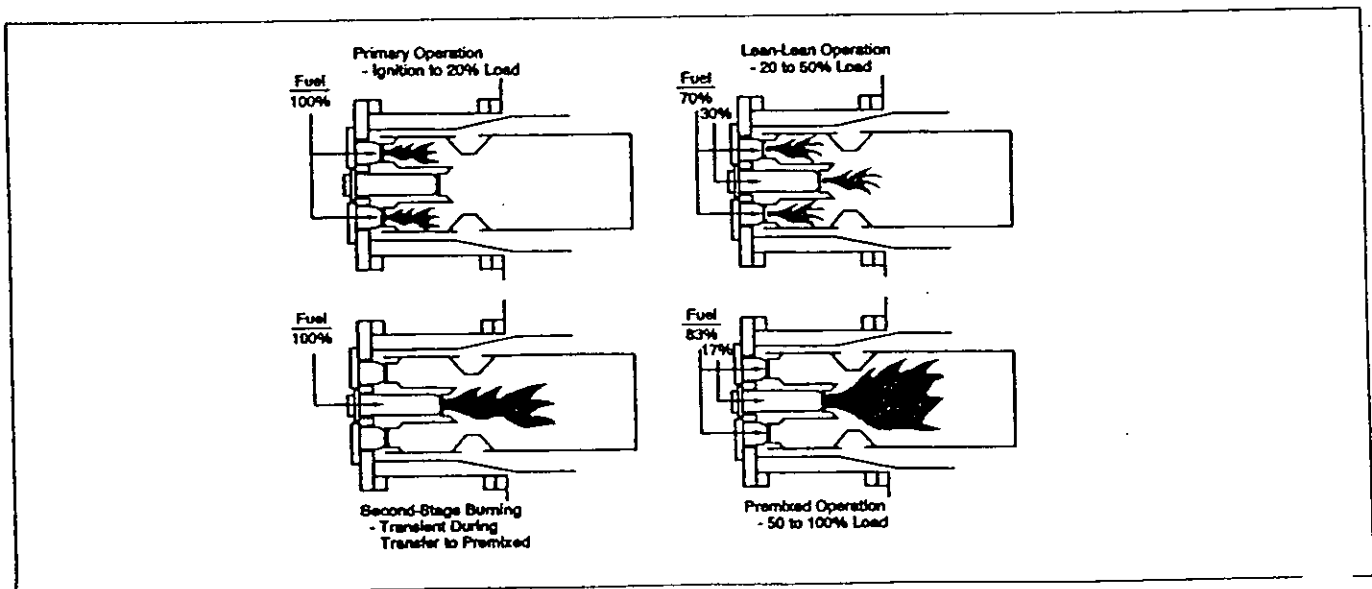 Primary Operation
- Ignition to 20% Load
Fuel
100%
Lean-Lean Operation
- 20 to 50% Load
Fuel
70%
30%
Fuel
100%
Second-Stage Burning
- Transient During
Transfer to Premixed
Fuel
83%
17%
Premixed Operation
- 50 to 100% Load